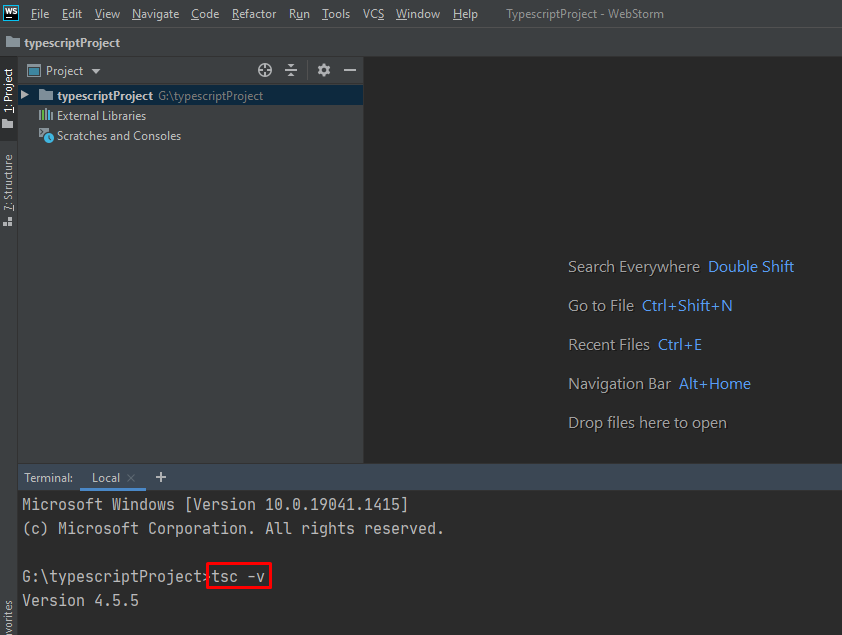 WS File Edit View Navigate Code Refactor Run Tools VCS Window Help TypescriptProject - WebStorm
typescriptProject
1: Project
Project
typescriptProject G:\typescriptProject
External Libraries
Scratches and Consoles
7: Structure
Search Everywhere Double Shift
Go to File Ctrl+Shift+N
Recent Files Ctrl+E
Navigation Bar Alt+Home
Drop files here to open
Terminal: Local × +
Microsoft Windows [Version 10.0.19041.1415]
(c) Microsoft Corporation. All rights reserved.
G:\typescriptProject>tsc -v
Version 4.5.5
vorites